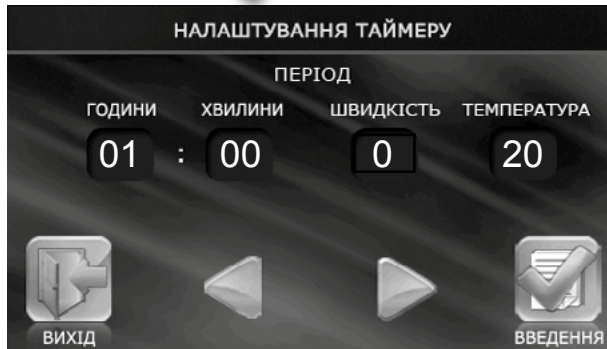 НАЛАШТУВАННЯ ТАЙМЕРУ
ПЕРІОД
ГОДИНИ ХВИЛИНИ ШВИДКІСТЬ ТЕМПЕРАТУРА
01 : 00 0 20
ВИХІД ВВЕДЕННЯ